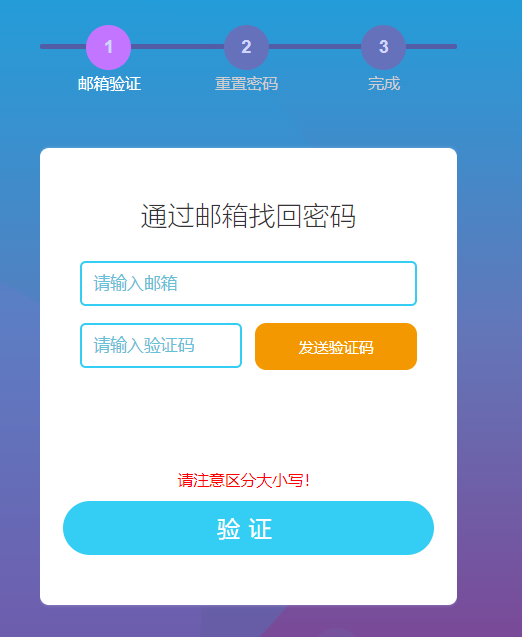 1 2 3
邮箱验证 重置密码 完成
通过邮箱找回密码
请输入邮箱
请输入验证码 发送验证码
请注意区分大小写!
验 证